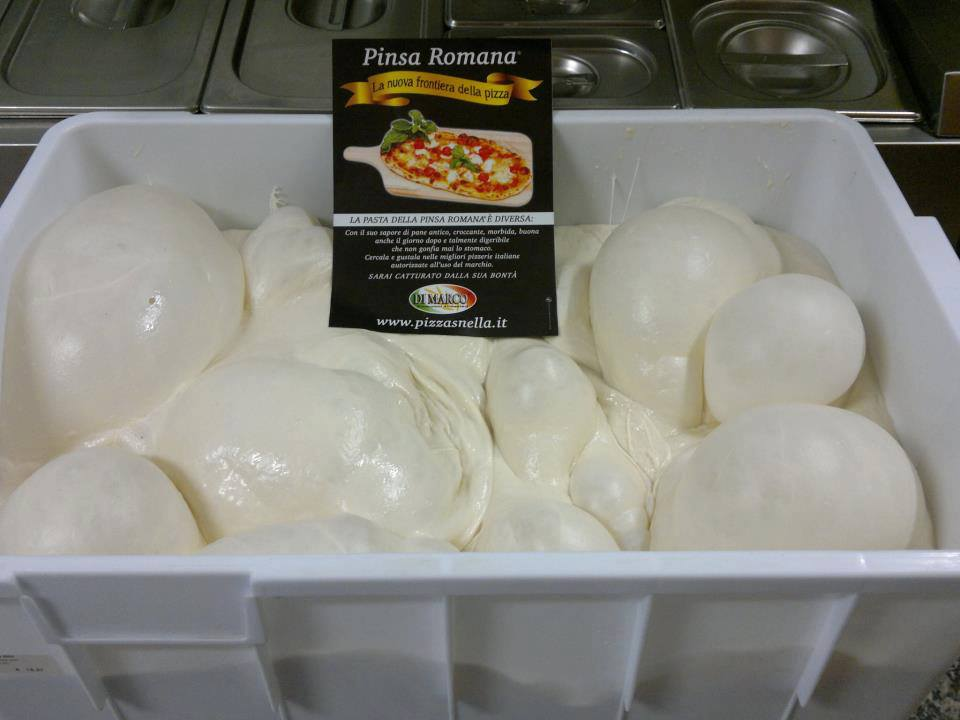 Pinsa Romana®
La nuova frontiera della pizza
LA PASTA DELLA PINSA ROMANA® È DIVERSA:
Con il suo sapore di pane antico, croccante, morbida, buona
anche il giorno dopo e talmente digeribile
che non gonfia mai lo stomaco.
Cercala e gustala nelle migliori pizzerie italiane
autorizzate all'uso del marchio.
SARAI CATTURATO DALLA SUA BONTÀ
DI MARCO
www.pizzasnella.it